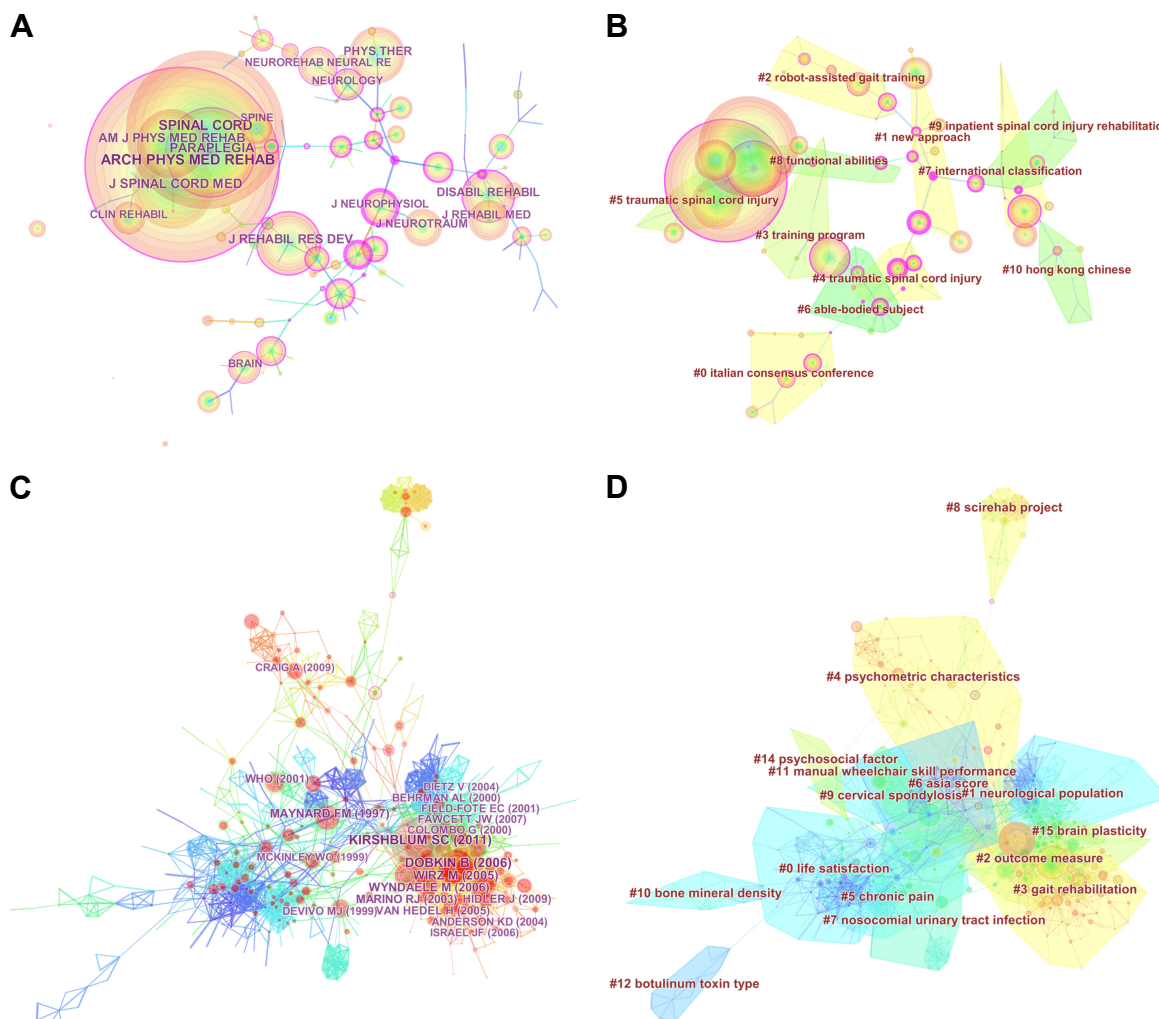 A
NEUROREHAB NEURAL RE
PHYS THER
NEUROLOGY
SPINE
SPINAL CORD
AM J PHYS MED REHAB
PARAPLEGIA
ARCH PHYS MED REHAB
J SPINAL CORD MED
CLIN REHABIL
DISABIL REHABIL
J NEUROPHYSIOL
J REHABIL MED
J NEUROTRAUM
J REHABIL RES DEV
BRAIN
B
#2 robot-assisted gait training
#9 inpatient spinal cord injury rehabilitatio
#1 new approach
#8 functional abilities
#7 international classification
#5 traumatic spinal cord injury
#3 training program
#4 traumatic spinal cord injury
#10 hong kong chinese
#6 able-bodied subject
#0 italian consensus conference
C
CRAIG A (2009)
WHO (2001)
DIETZ V (2004)
BEHRMAN AL (2000)
FIELD-FOTE EC (2001)
MAYNARD FM (1997)
FAWCETT JW (2007)
COLOMBO G (2000)
KIRSHBLUM SC (2011)
MCKINLEY WO (1999)
DOBKIN B (2006)
WIRZ M (2005)
WYNDAELE M (2006)
MARINO RJ (2003)
HIDLER J (2009)
DEVIVO MJ (1999)
VAN HEDEL H (2005)
ANDERSON KD (2004)
ISRAEL JF (2006)
D
#8 scirehab project
#4 psychometric characteristics
#14 psychosocial factor
#11 manual wheelchair skill performance
#6 asia score
#9 cervical spondylosis
#1 neurological population
#15 brain plasticity
#2 outcome measure
#0 life satisfaction
#3 gait rehabilitation
#10 bone mineral density
#5 chronic pain
#7 nosocomial urinary tract infection
#12 botulinum toxin type